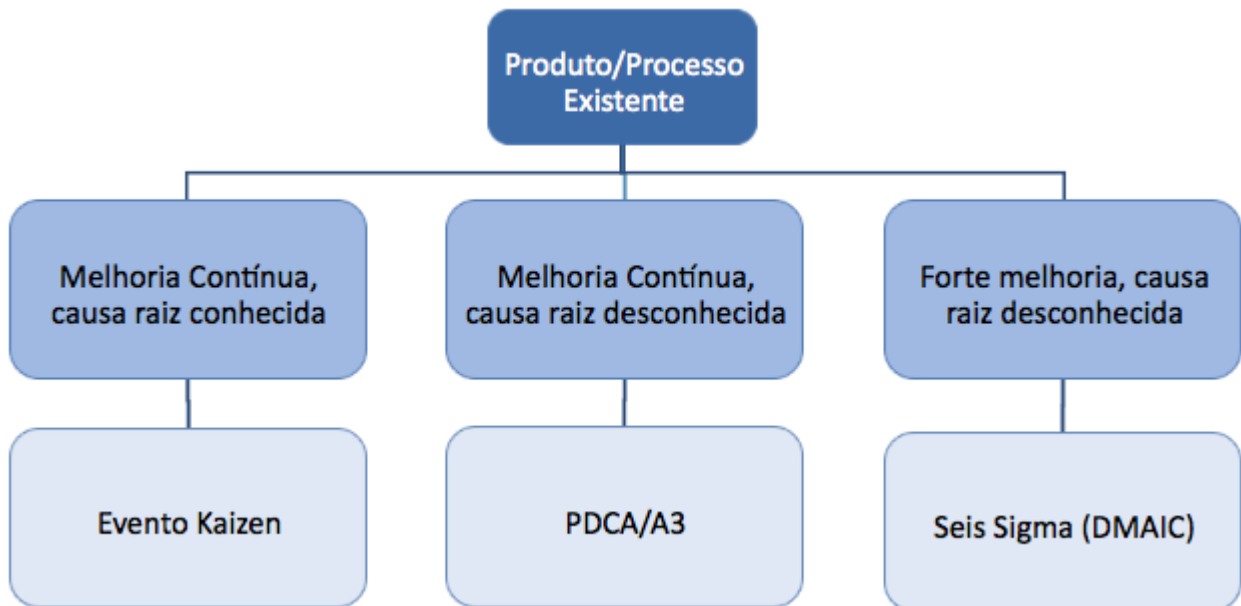 Produto/Processo
Existente
Melhoria Contínua,
causa raiz conhecida
Melhoria Contínua,
causa raiz desconhecida
Forte melhoria, causa
raiz desconhecida
Evento Kaizen
PDCA/A3
Seis Sigma (DMAIC)